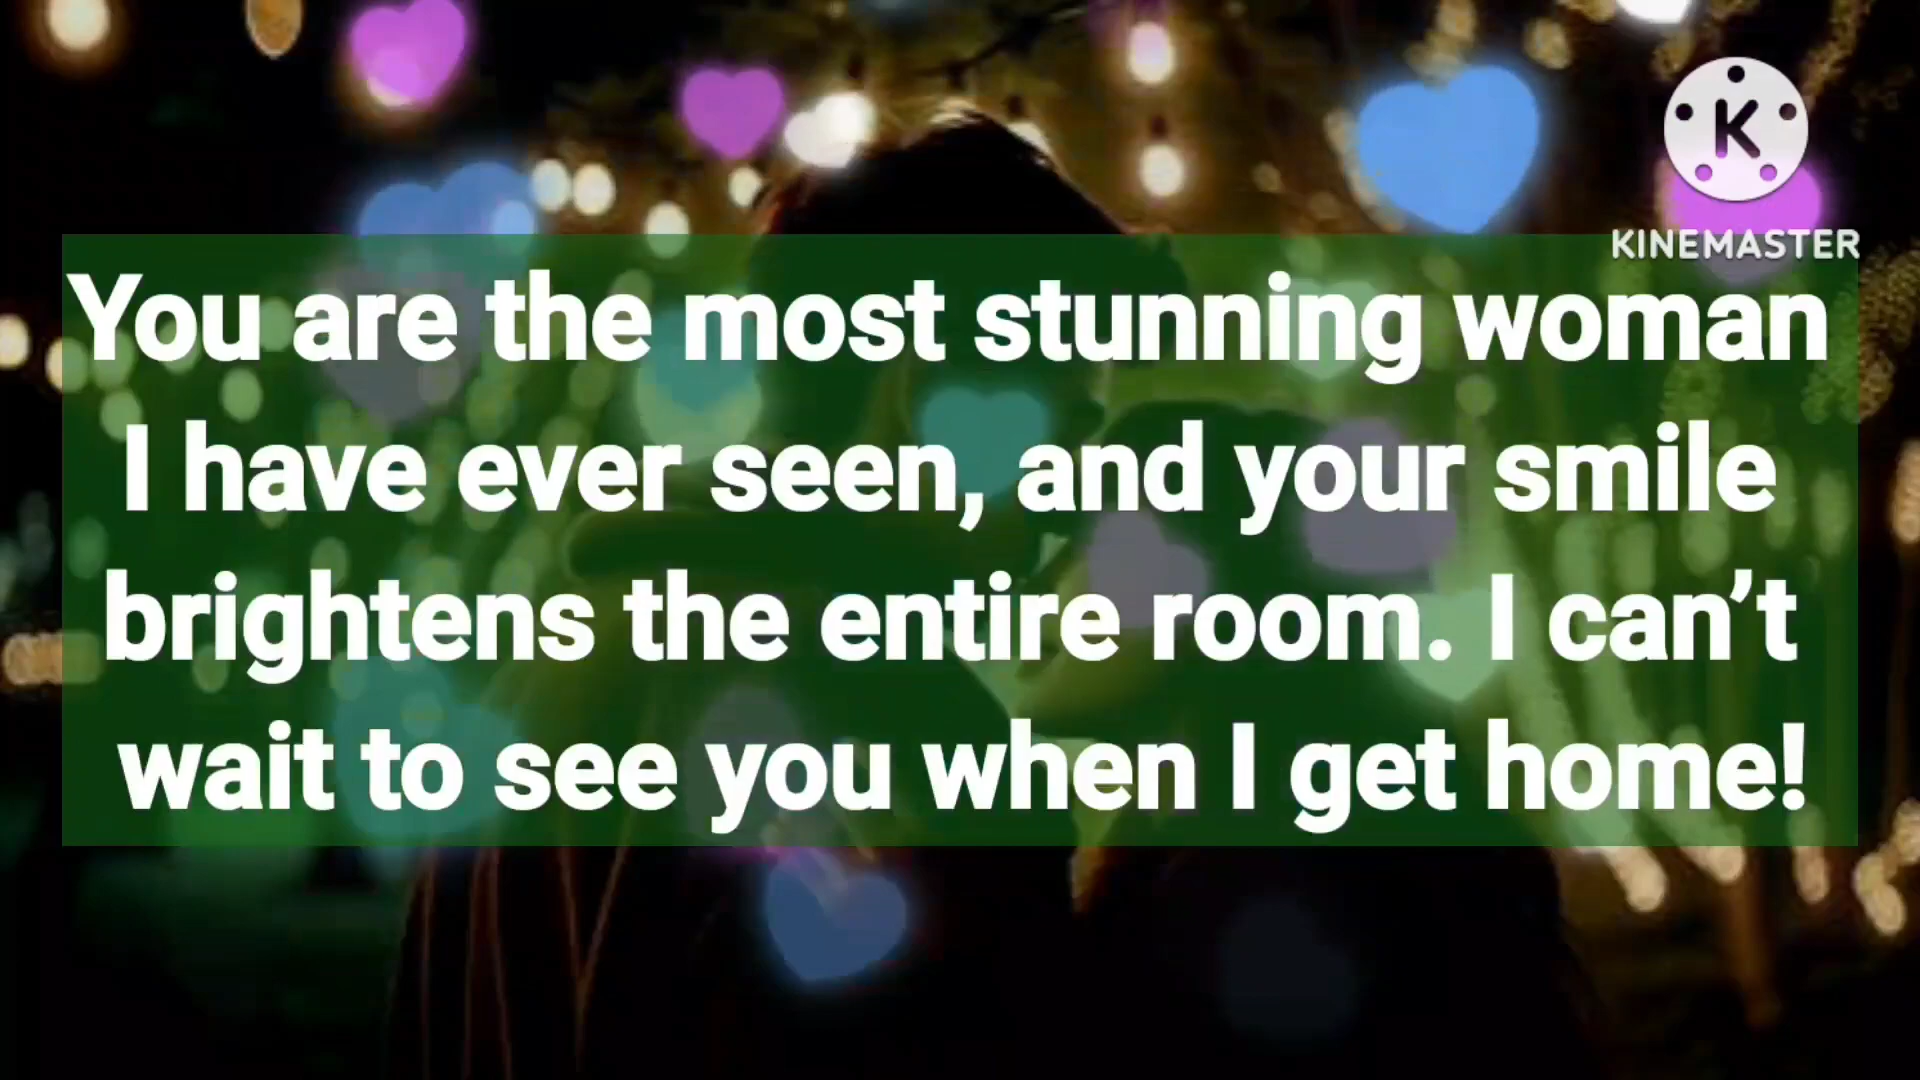 K
KINEMASTER
You are the most stunning woman
I have ever seen, and your smile
brightens the entire room. I can’t
wait to see you when I get home!